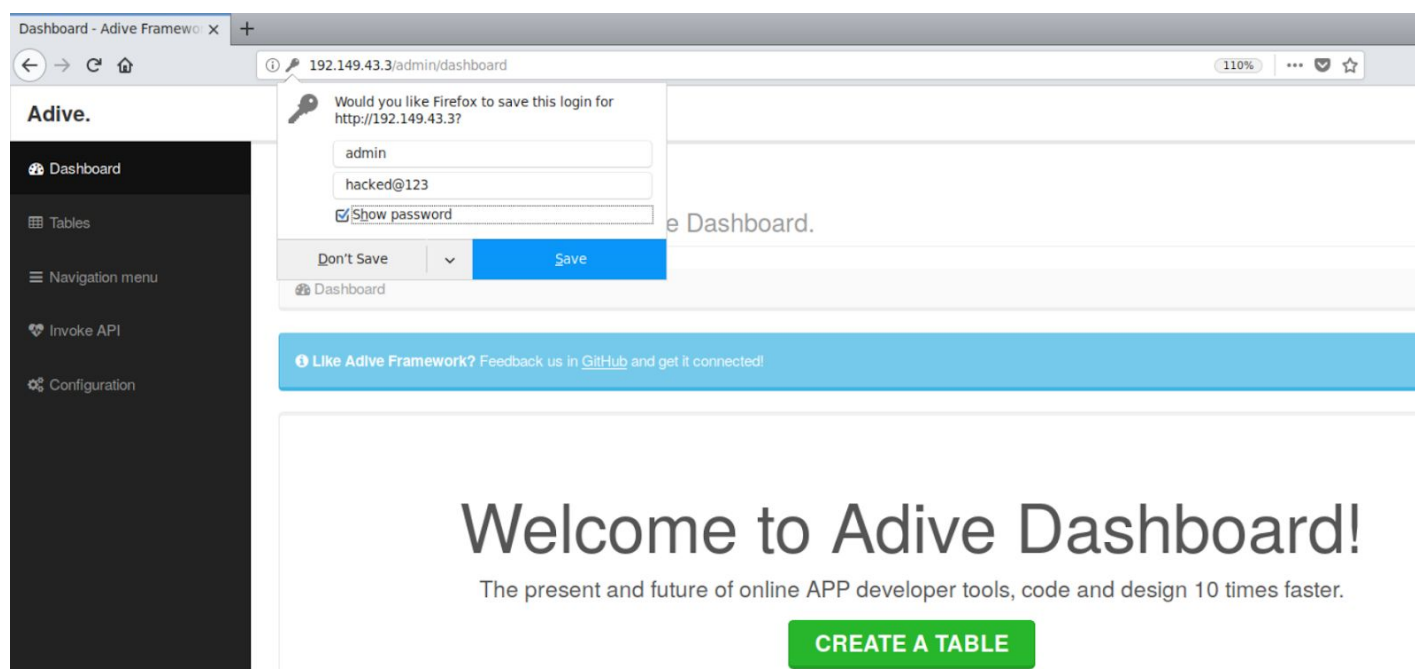 Dashboard - Adive Framewo
192.149.43.3/admin/dashboard
110%
Would you like Firefox to save this login for
http://192.149.43.3?
admin
hacked@123
Show password
Don't Save
Save
Adive.
Dashboard
Tables
Navigation menu
Invoke API
Configuration
e Dashboard.
Dashboard
Like Adive Framework? Feedback us in GitHub and get it connected!
Welcome to Adive Dashboard!
The present and future of online APP developer tools, code and design 10 times faster.
CREATE A TABLE